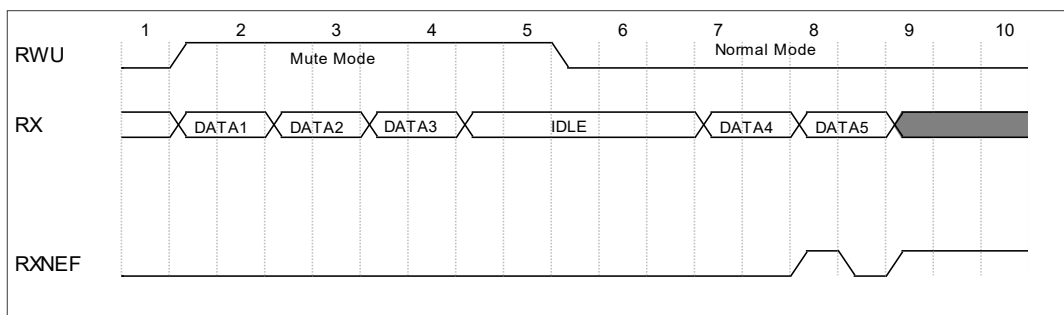 1 2 3 4 5 6 7 8 9 10
RWU Mute Mode Normal Mode
RX DATA1 DATA2 DATA3 IDLE DATA4 DATA5
RXNEF